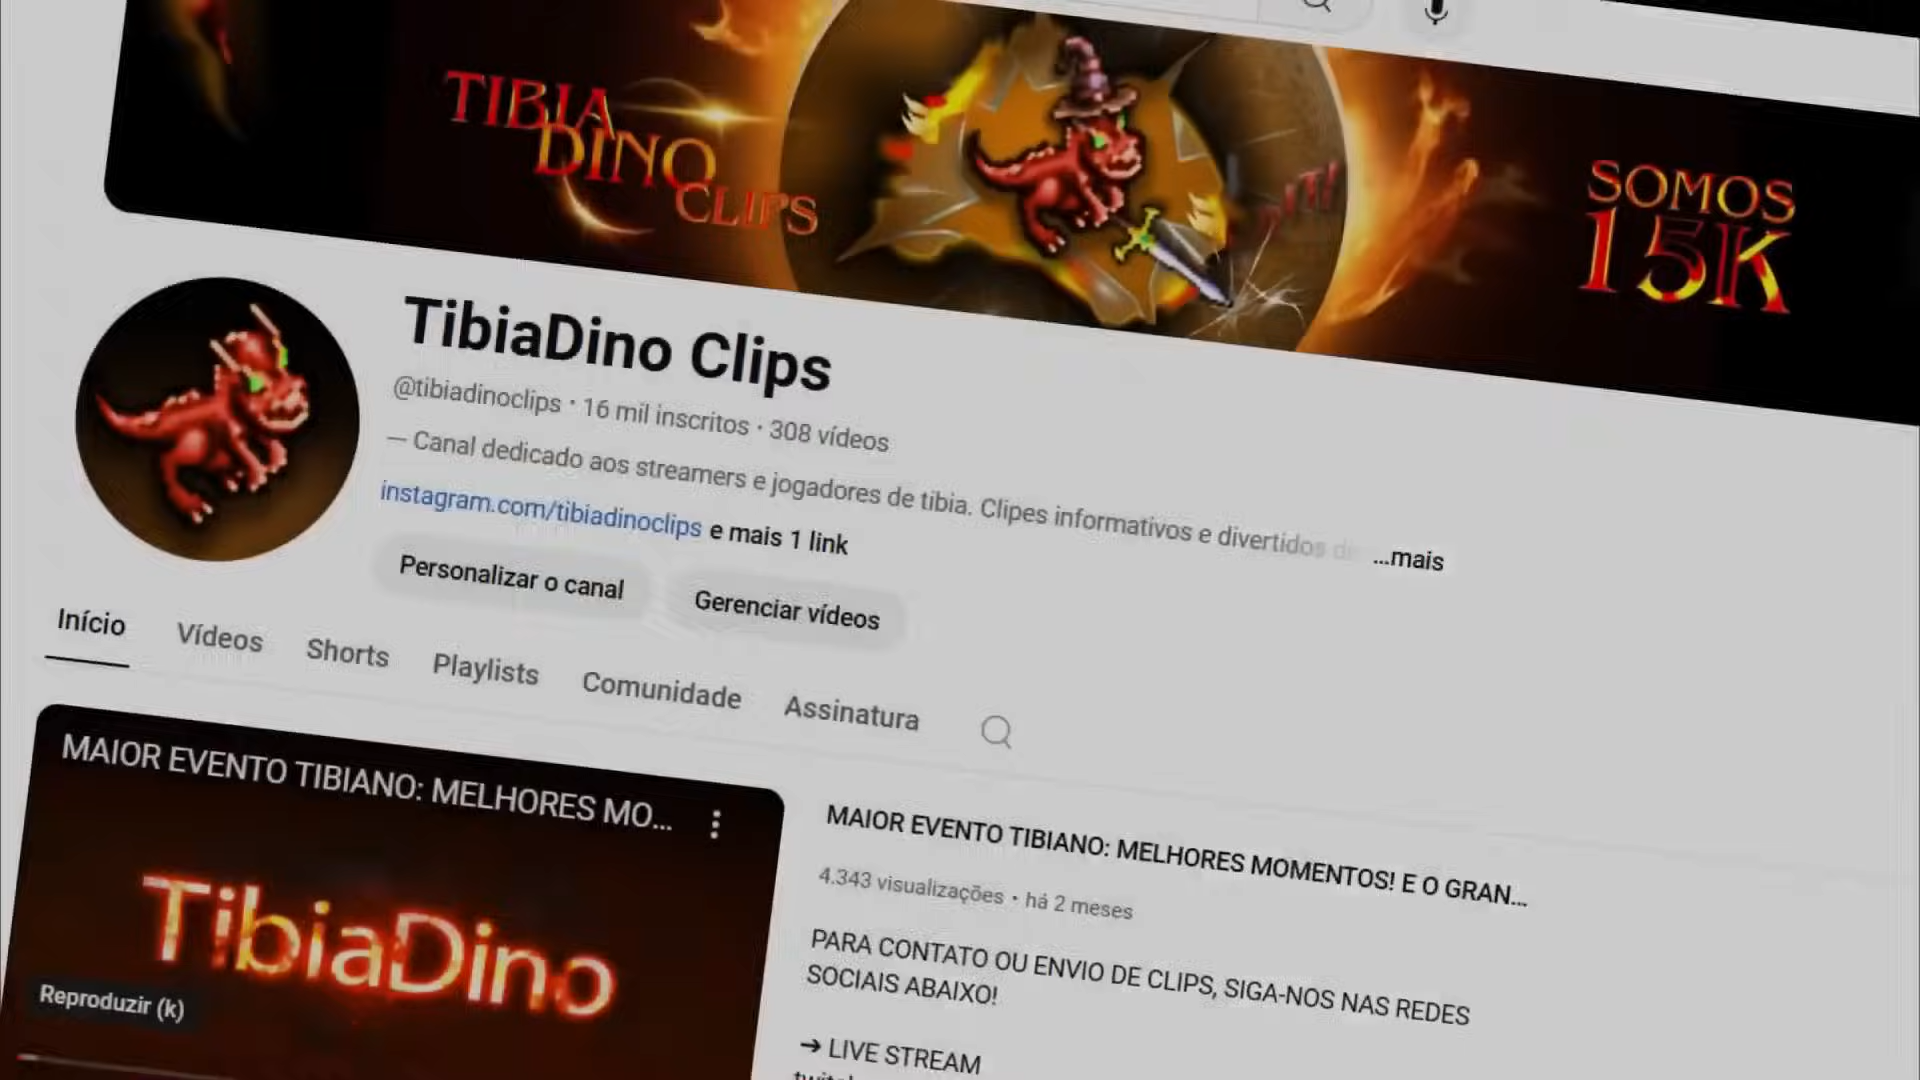 TIBIA
DINO
CLIPS
SOMOS
15K
TibiaDino Clips
@tibiadinoclips • 16 mil inscritos • 308 vídeos
— Canal dedicado aos streamers e jogadores de tibia. Clipes informativos e divertidos ...mais
instagram.com/tibiadinoclips e mais 1 link
Personalizar o canal Gerenciar vídeos
Início Vídeos Shorts Playlists Comunidade Assinatura
MAIOR EVENTO TIBIANO: MELHORES MO...
TibiaDino
Reproduzir (k)
MAIOR EVENTO TIBIANO: MELHORES MOMENTOS! E O GRAN...
4.343 visualizações • há 2 meses
PARA CONTATO OU ENVIO DE CLIPS, SIGA-NOS NAS REDES
SOCIAIS ABAIXO!
➔ LIVE STREAM